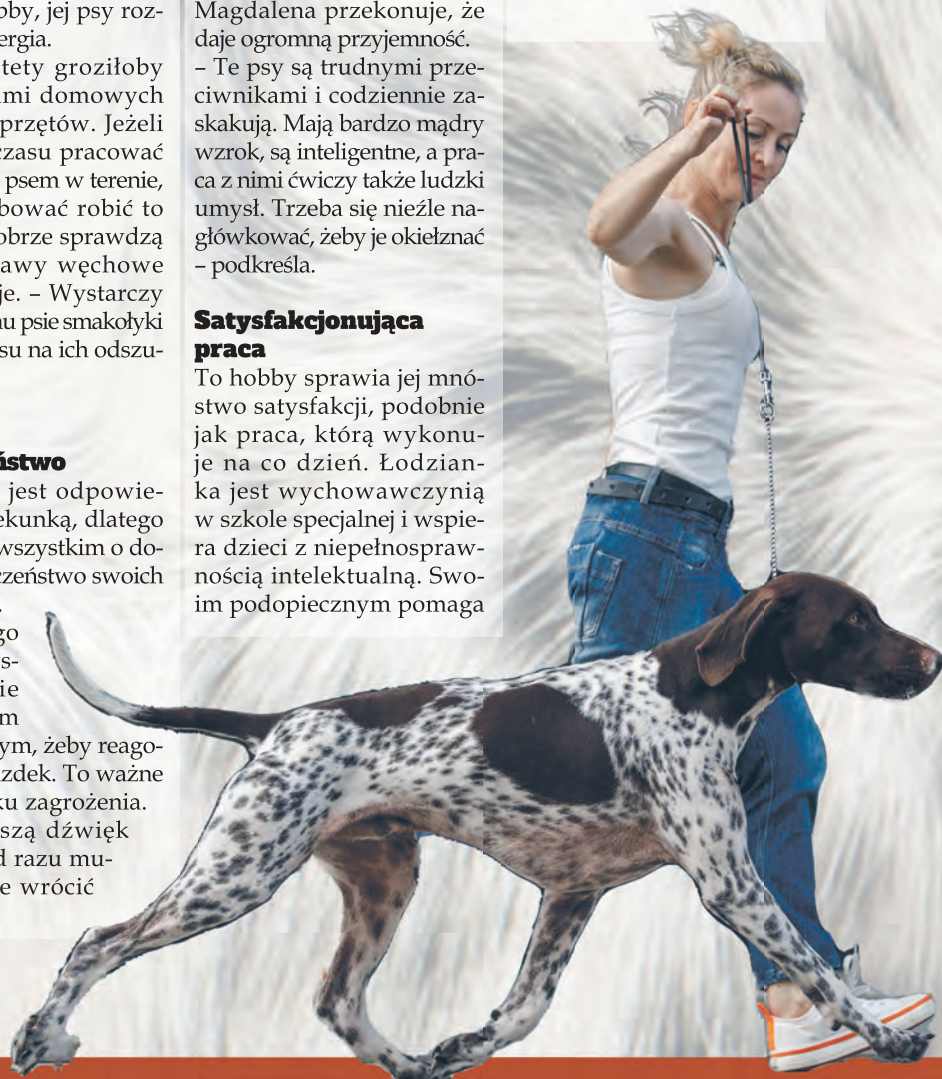 bby, jej psy roz-
ergia.
tety groziłoby
mi domowych
przętów. Jeżeli
czasu pracować
psem w terenie,
bować robić to
obrze sprawdzą
awy węchowe
je. – Wystarczy
u psie smakołyki
su na ich odszu-
ństwo
jest odpowie-
ekunką, dlatego
wszystkim o do-
czeństwo swoich
go
s-
ie
m
ym, żeby reago-
zdek. To ważne
ku zagrożenia.
szą dźwięk
d razu mu-
e wrócić
Magdalena przekonuje, że
daje ogromną przyjemność.
– Te psy są trudnymi prze-
ciwnikami i codziennie za-
skakują. Mają bardzo mądry
wzrok, są inteligentne, a pra-
ca z nimi ćwiczy także ludzki
umysł. Trzeba się nieźle na-
główkować, żeby je okiełznać
– podkreśla.
Satysfakcjonująca
praca
To hobby sprawia jej mnó-
stwo satysfakcji, podobnie
jak praca, którą wykonu-
je na co dzień. Łodzian-
ka jest wychowawczynią
w szkole specjalnej i wspie-
ra dzieci z niepełnospraw-
nością intelektualną. Swo-
im podopiecznym pomaga